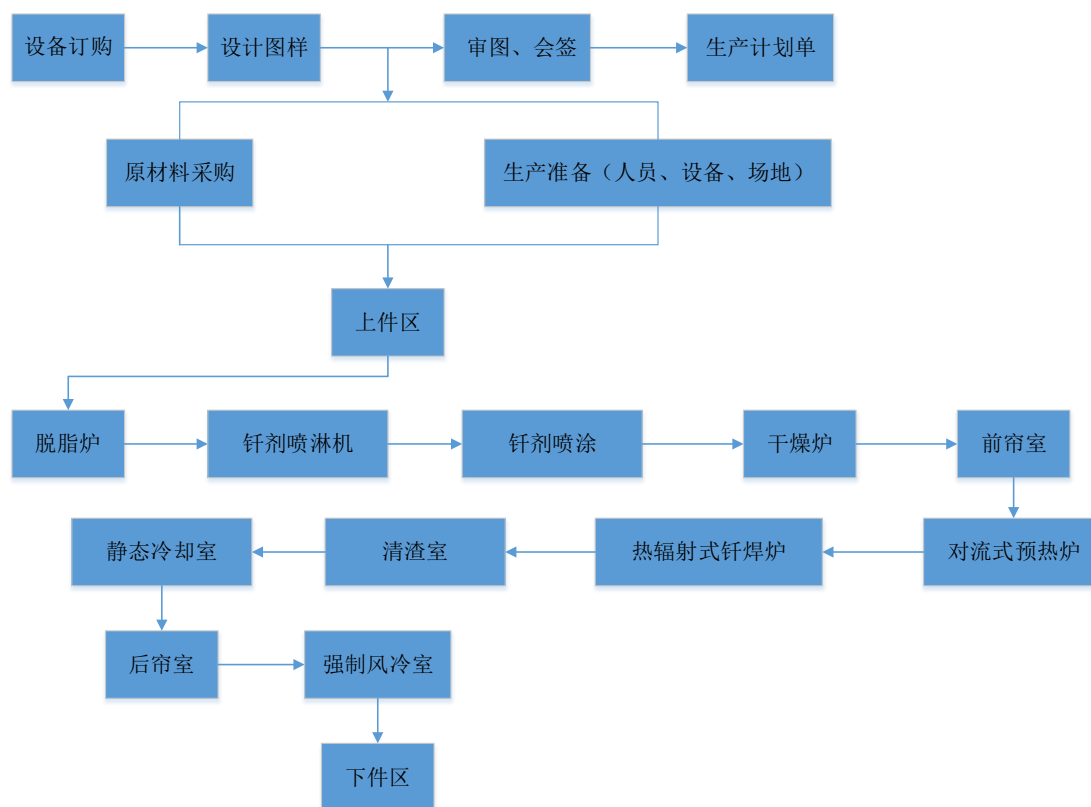 设备订购
设计图样
审图、会签
生产计划单
原材料采购
生产准备（人员、设备、场地）
上件区
脱脂炉
钎剂喷淋机
钎剂喷涂
干燥炉
前帘室
对流式预热炉
热辐射式钎焊炉
清渣室
静态冷却室
后帘室
强制风冷室
下件区